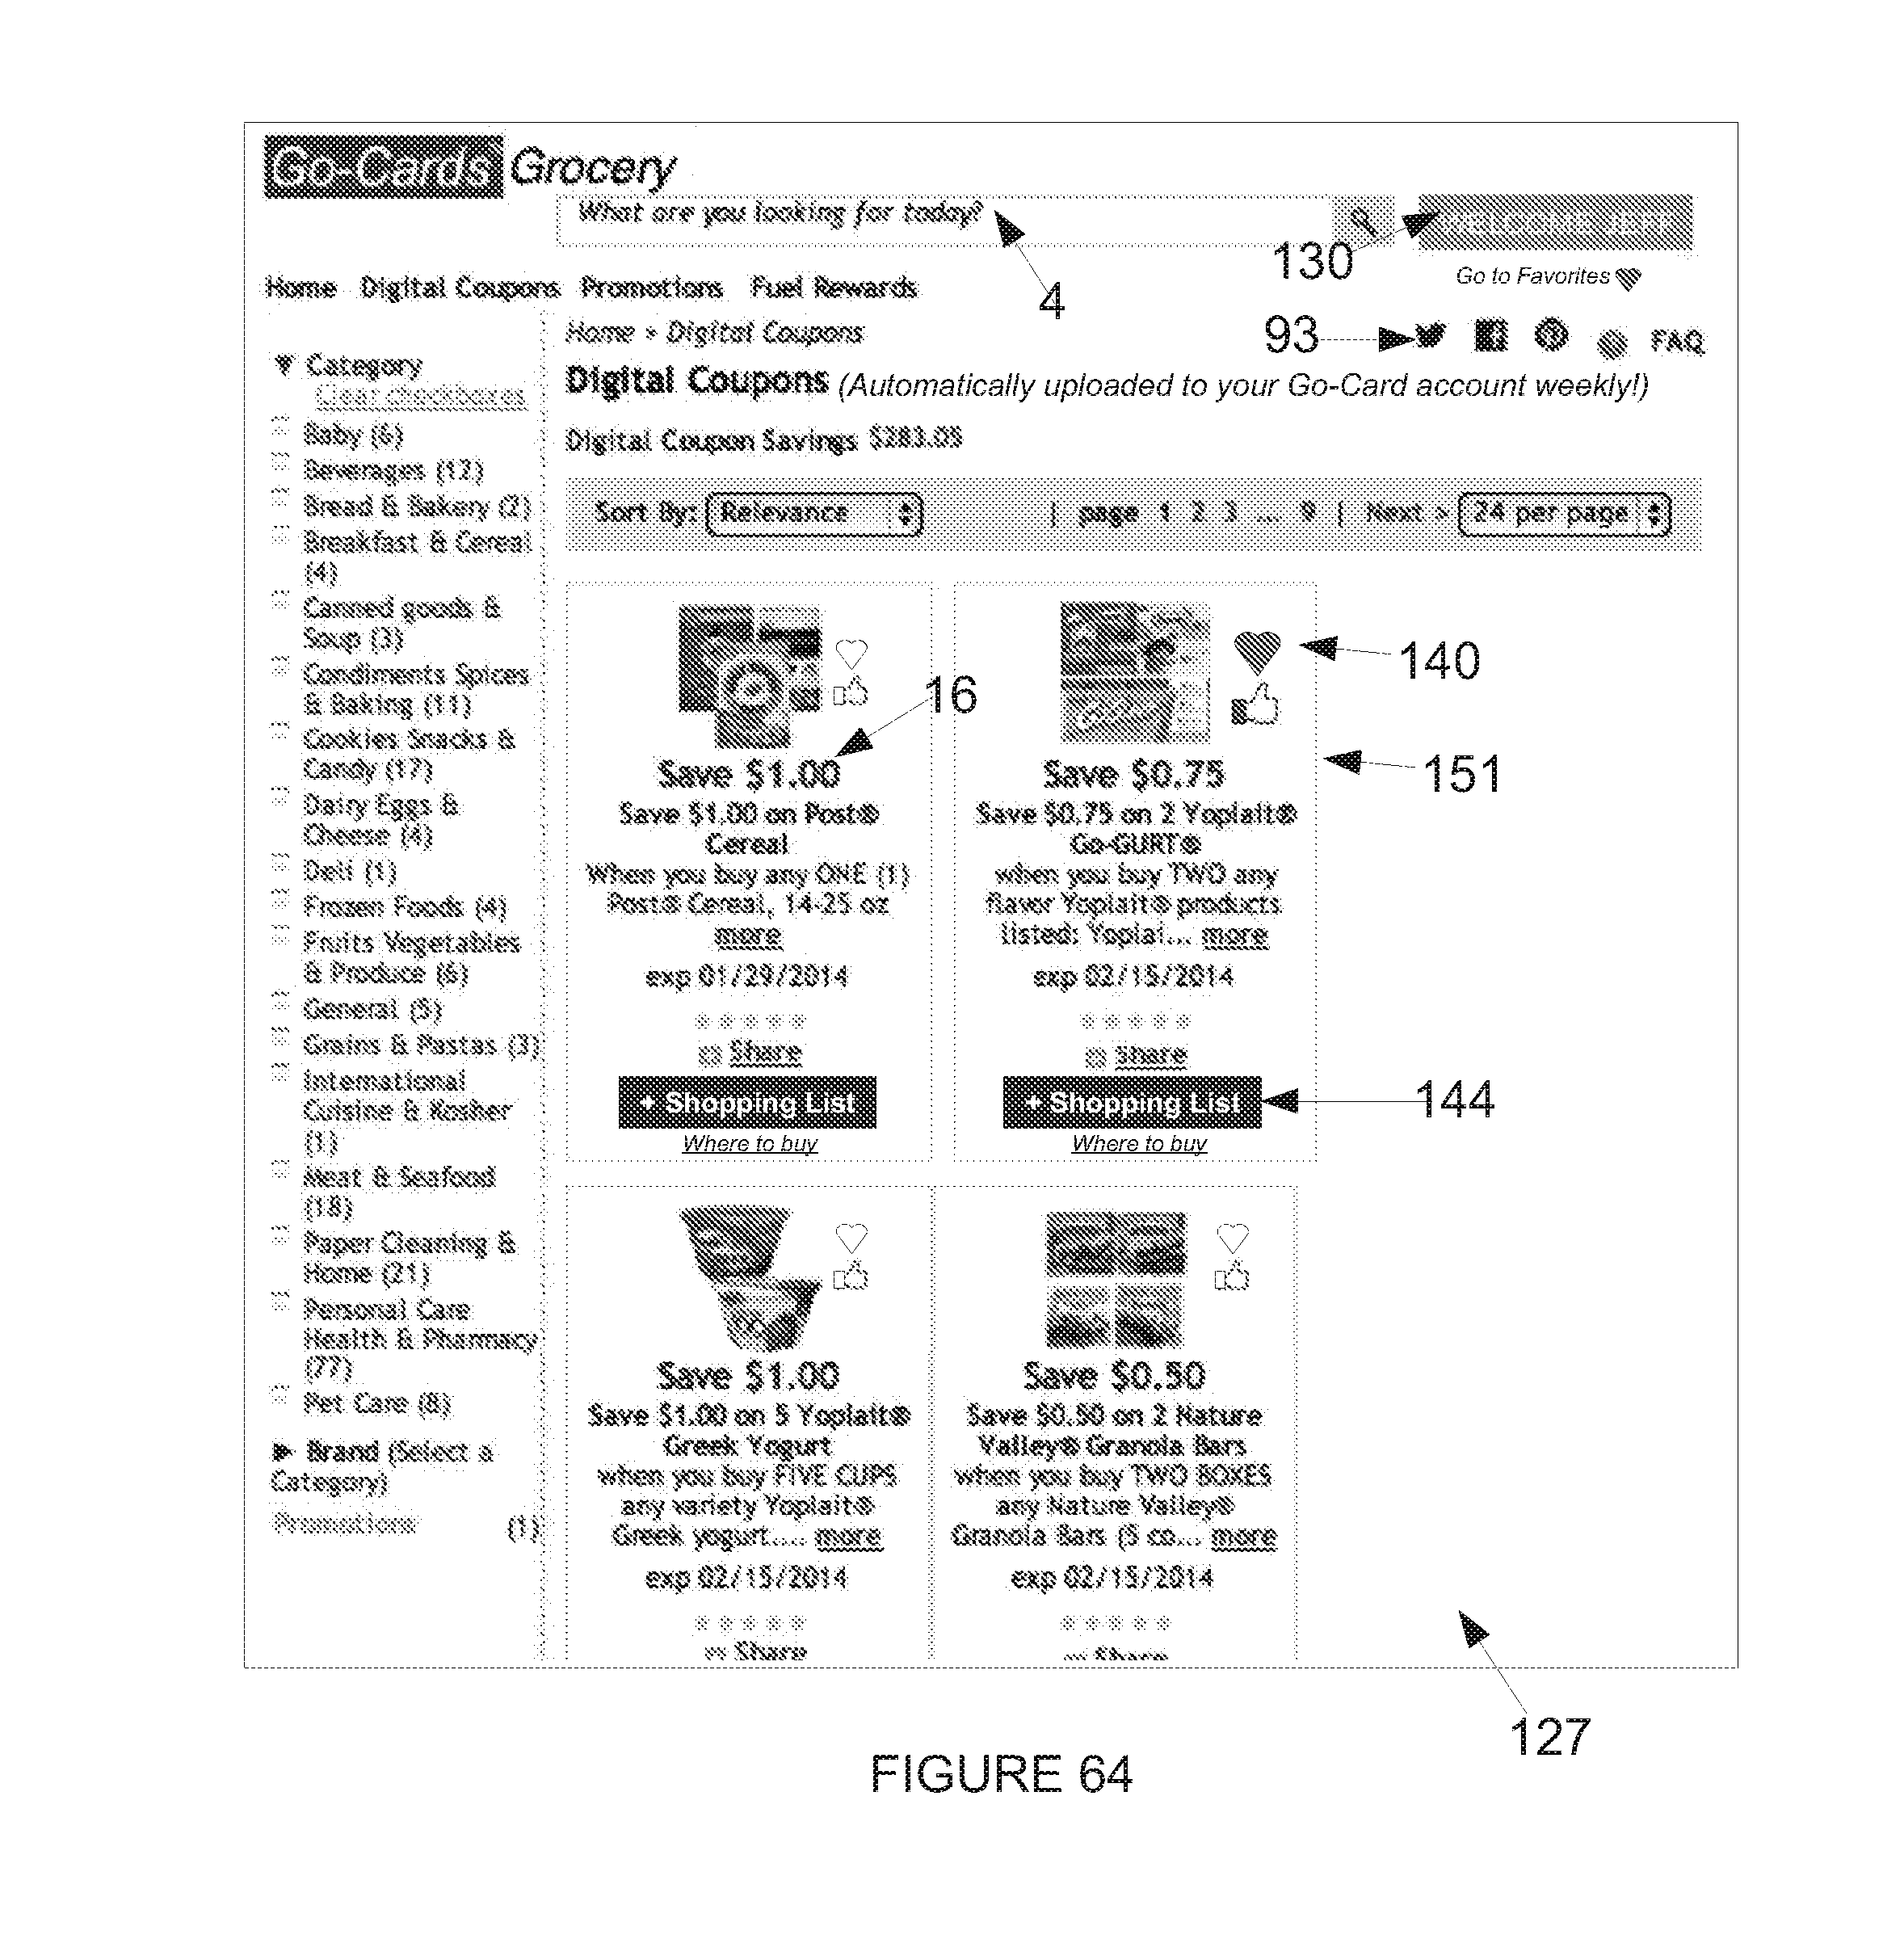 Go-Cards Grocery
What are you looking for today?
130
Go to Favorites
4
Home Digital Coupons Promotions Fuel Rewards
93
FAQ
Home > Digital Coupons
Digital Coupons (Automatically uploaded to your Go-Card account weekly!)
Digital Coupon Savings $283.05
Sort By: Relevance | page 1 2 3 ... 9 | Next > 24 per page
▼ Category
Clear checkboxes
Baby (6)
Beverages (12)
Bread & Bakery (2)
Breakfast & Cereal
(4)
Canned goods &
Soup (3)
Condiments Spices
& Baking (11)
Cookies Snacks &
Candy (17)
Dairy Eggs &
Cheese (4)
Deli (1)
Frozen Foods (4)
Fruits Vegetables
& Produce (6)
General (5)
Grains & Pastas (3)
International
Cuisine & Kosher
(1)
Meat & Seafood
(18)
Paper Cleaning &
Home (21)
Personal Care
Health & Pharmacy
(77)
Pet Care (8)
► Brand (Select a
Category)
Promotions (1)
16
Save $1.00
Save $1.00 on Post®
Cereal
When you buy any ONE (1)
Post® Cereal, 14-25 oz
more
exp 01/29/2014
Share
+ Shopping List
Where to buy
140
151
Save $0.75
Save $0.75 on 2 Yoplait®
Go-GURT®
when you buy TWO any
flavor Yoplait® products
listed: Yoplai... more
exp 02/15/2014
Share
+ Shopping List
144
Where to buy
Save $1.00
Save $1.00 on 5 Yoplait®
Greek Yogurt
when you buy FIVE CUPS
any variety Yoplait®
Greek yogurt.... more
exp 02/15/2014
Share
Save $0.50
Save $0.50 on 2 Nature
Valley® Granola Bars
when you buy TWO BOXES
any Nature Valley®
Granola Bars (5 co... more
exp 02/15/2014
Share
127
FIGURE 64